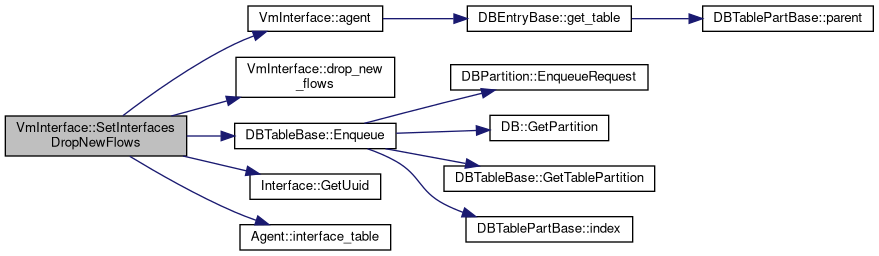 VmInterface::SetInterfaces
DropNewFlows
VmInterface::agent
DBEntryBase::get_table
DBTablePartBase::parent
VmInterface::drop_new
_flows
DBTableBase::Enqueue
DBPartition::EnqueueRequest
DB::GetPartition
DBTableBase::GetTablePartition
DBTablePartBase::index
Interface::GetUuid
Agent::interface_table